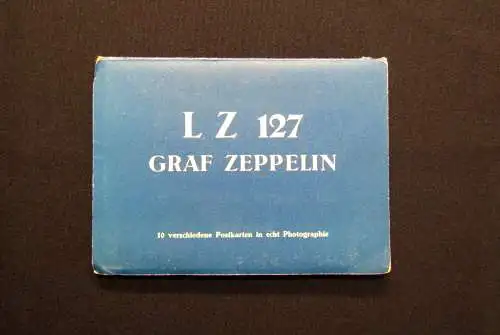 L Z 127
GRAF ZEPPELIN
10 verschiedene Postkarten in echt Photographie